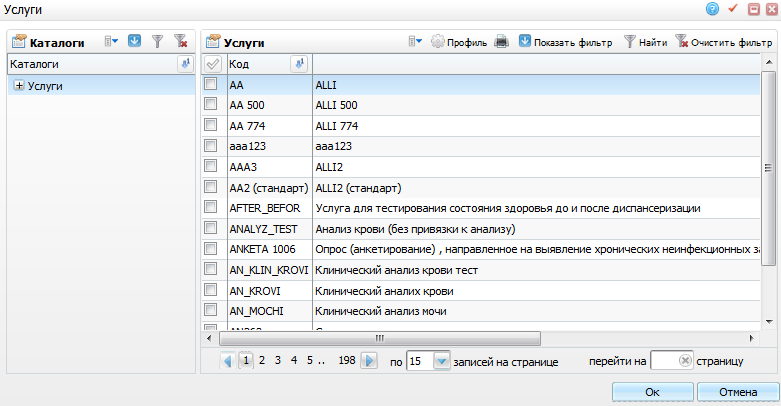 Услуги
Каталоги
Каталоги
Услуги
Услуги Профиль Показать фильтр Найти Очистить фильтр
Код
AA ALLI
AA 500 ALLI 500
AA 774 ALLI 774
aaa123 aaa123
AAA3 ALLI2
AA2 (стандарт) ALLI2 (стандарт)
AFTER_BEFOR Услуга для тестирования состояния здоровья до и после диспансеризации
ANALYZ_TEST Анализ крови (без привязки к анализу)
ANKETA 1006 Опрос (анкетирование) , направленное на выявление хронических неинфекционных за
AN_KLIN_KROVI Клинический анализ крови тест
AN_KROVI Клинический аналих крови
AN_MOCHI Клинический анализ мочи
1 2 3 4 5 .. 198 по 15 записей на странице перейти на страницу
Ок Отмена